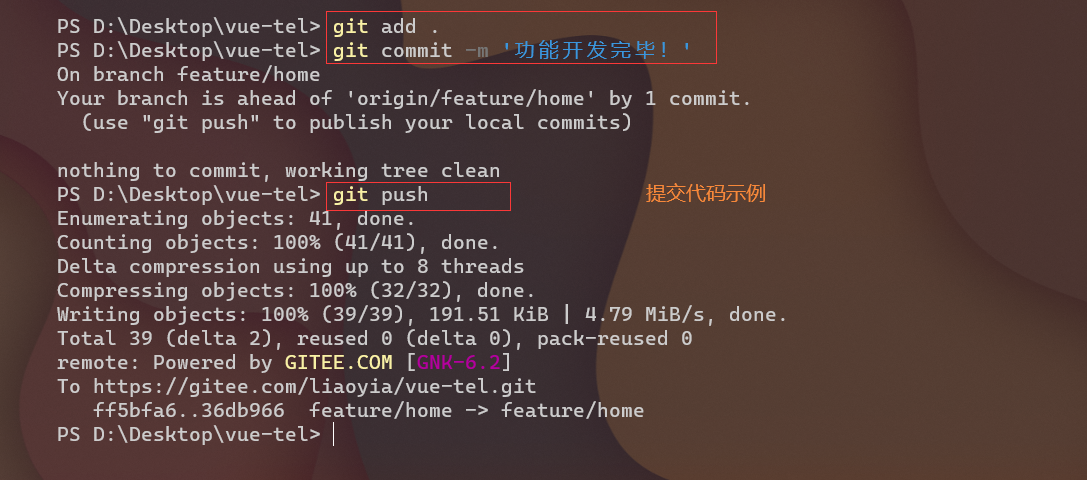 PS D:\Desktop\vue-tel> git add .
PS D:\Desktop\vue-tel> git commit -m '功能开发完毕！'
On branch feature/home
Your branch is ahead of 'origin/feature/home' by 1 commit.
  (use "git push" to publish your local commits)

nothing to commit, working tree clean
PS D:\Desktop\vue-tel> git push
提交代码示例
Enumerating objects: 41, done.
Counting objects: 100% (41/41), done.
Delta compression using up to 8 threads
Compressing objects: 100% (32/32), done.
Writing objects: 100% (39/39), 191.51 KiB | 4.79 MiB/s, done.
Total 39 (delta 2), reused 0 (delta 0), pack-reused 0
remote: Powered by GITEE.COM [GNK-6.2]
To https://gitee.com/liaoyia/vue-tel.git
   ff5bfa6..36db966  feature/home -> feature/home
PS D:\Desktop\vue-tel>